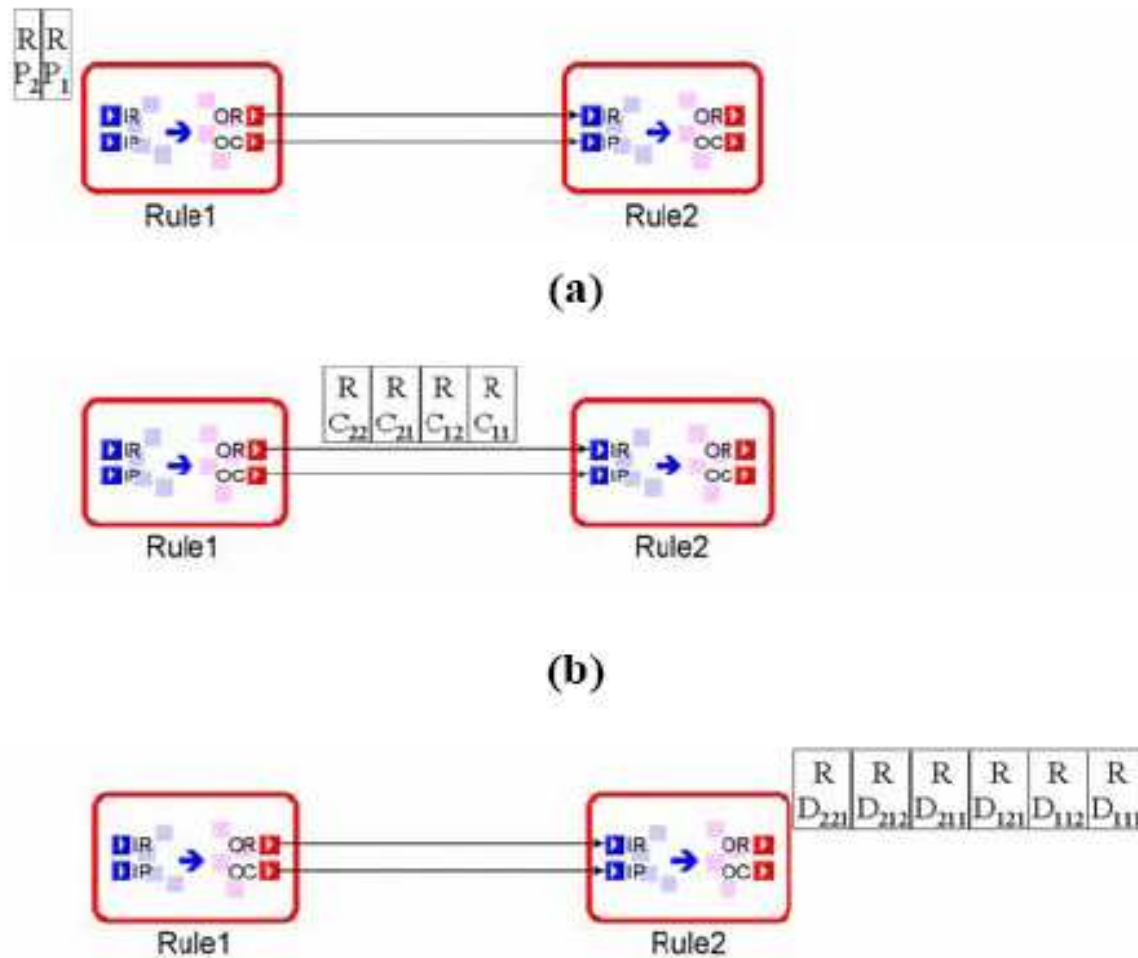 R R
P₂ P₁
IR OR IR OR
IP OC IP OC
Rule1 Rule2
(a)
R R R R
C₂₂ C₂₁ C₁₂ C₁₁
IR OR IR OR
IP OC IP OC
Rule1 Rule2
(b)
R R R R R R
D₂₂₁ D₂₁₂ D₂₁₁ D₁₂₁ D₁₁₂ D₁₁₁
IR OR IR OR
IP OC IP OC
Rule1 Rule2